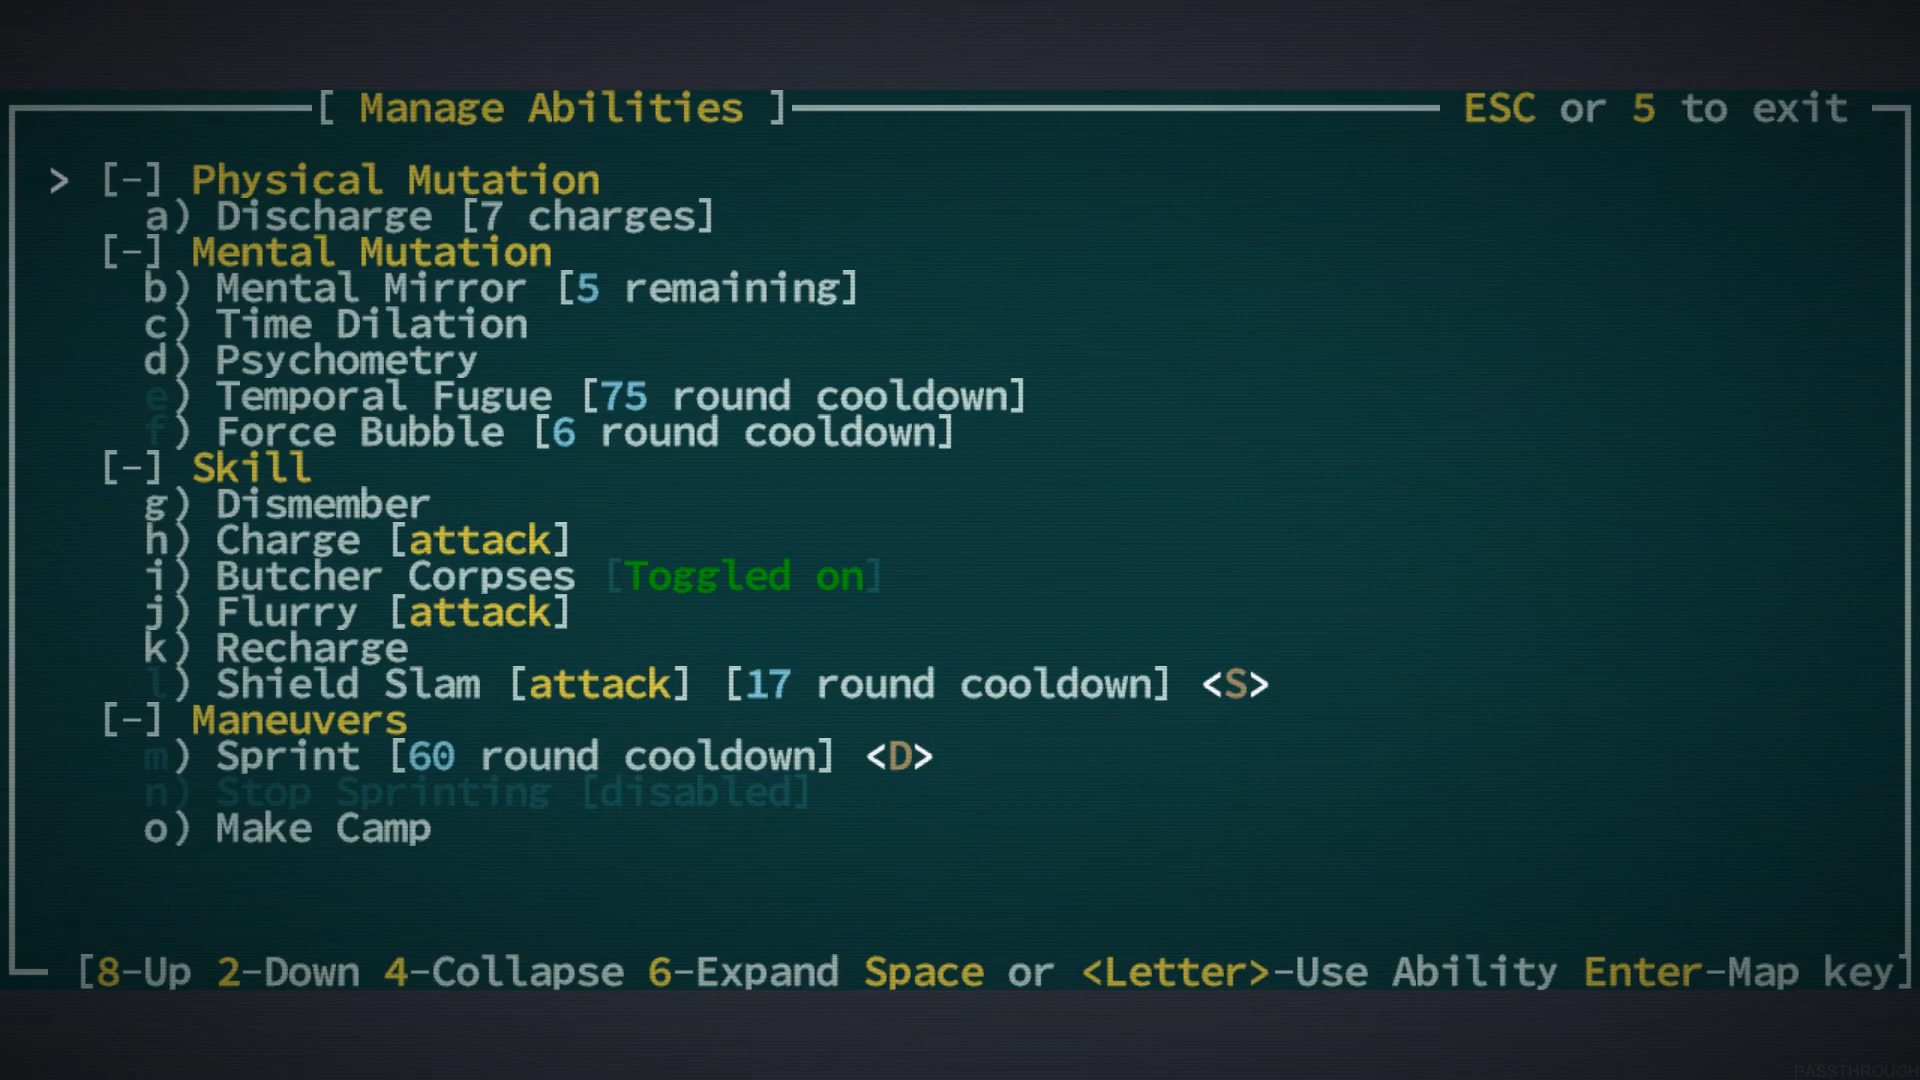 [ Manage Abilities ] ESC or 5 to exit
> [-] Physical Mutation
a) Discharge [7 charges]
[-] Mental Mutation
b) Mental Mirror [5 remaining]
c) Time Dilation
d) Psychometry
e) Temporal Fugue [75 round cooldown]
f) Force Bubble [6 round cooldown]
[-] Skill
g) Dismember
h) Charge [attack]
i) Butcher Corpses [Toggled on]
j) Flurry [attack]
k) Recharge
l) Shield Slam [attack] [17 round cooldown] <S>
[-] Maneuvers
m) Sprint [60 round cooldown] <D>
n) Stop Sprinting [disabled]
o) Make Camp
[8-Up 2-Down 4-Collapse 6-Expand Space or <Letter>-Use Ability Enter-Map key]
PASSTHROUGH